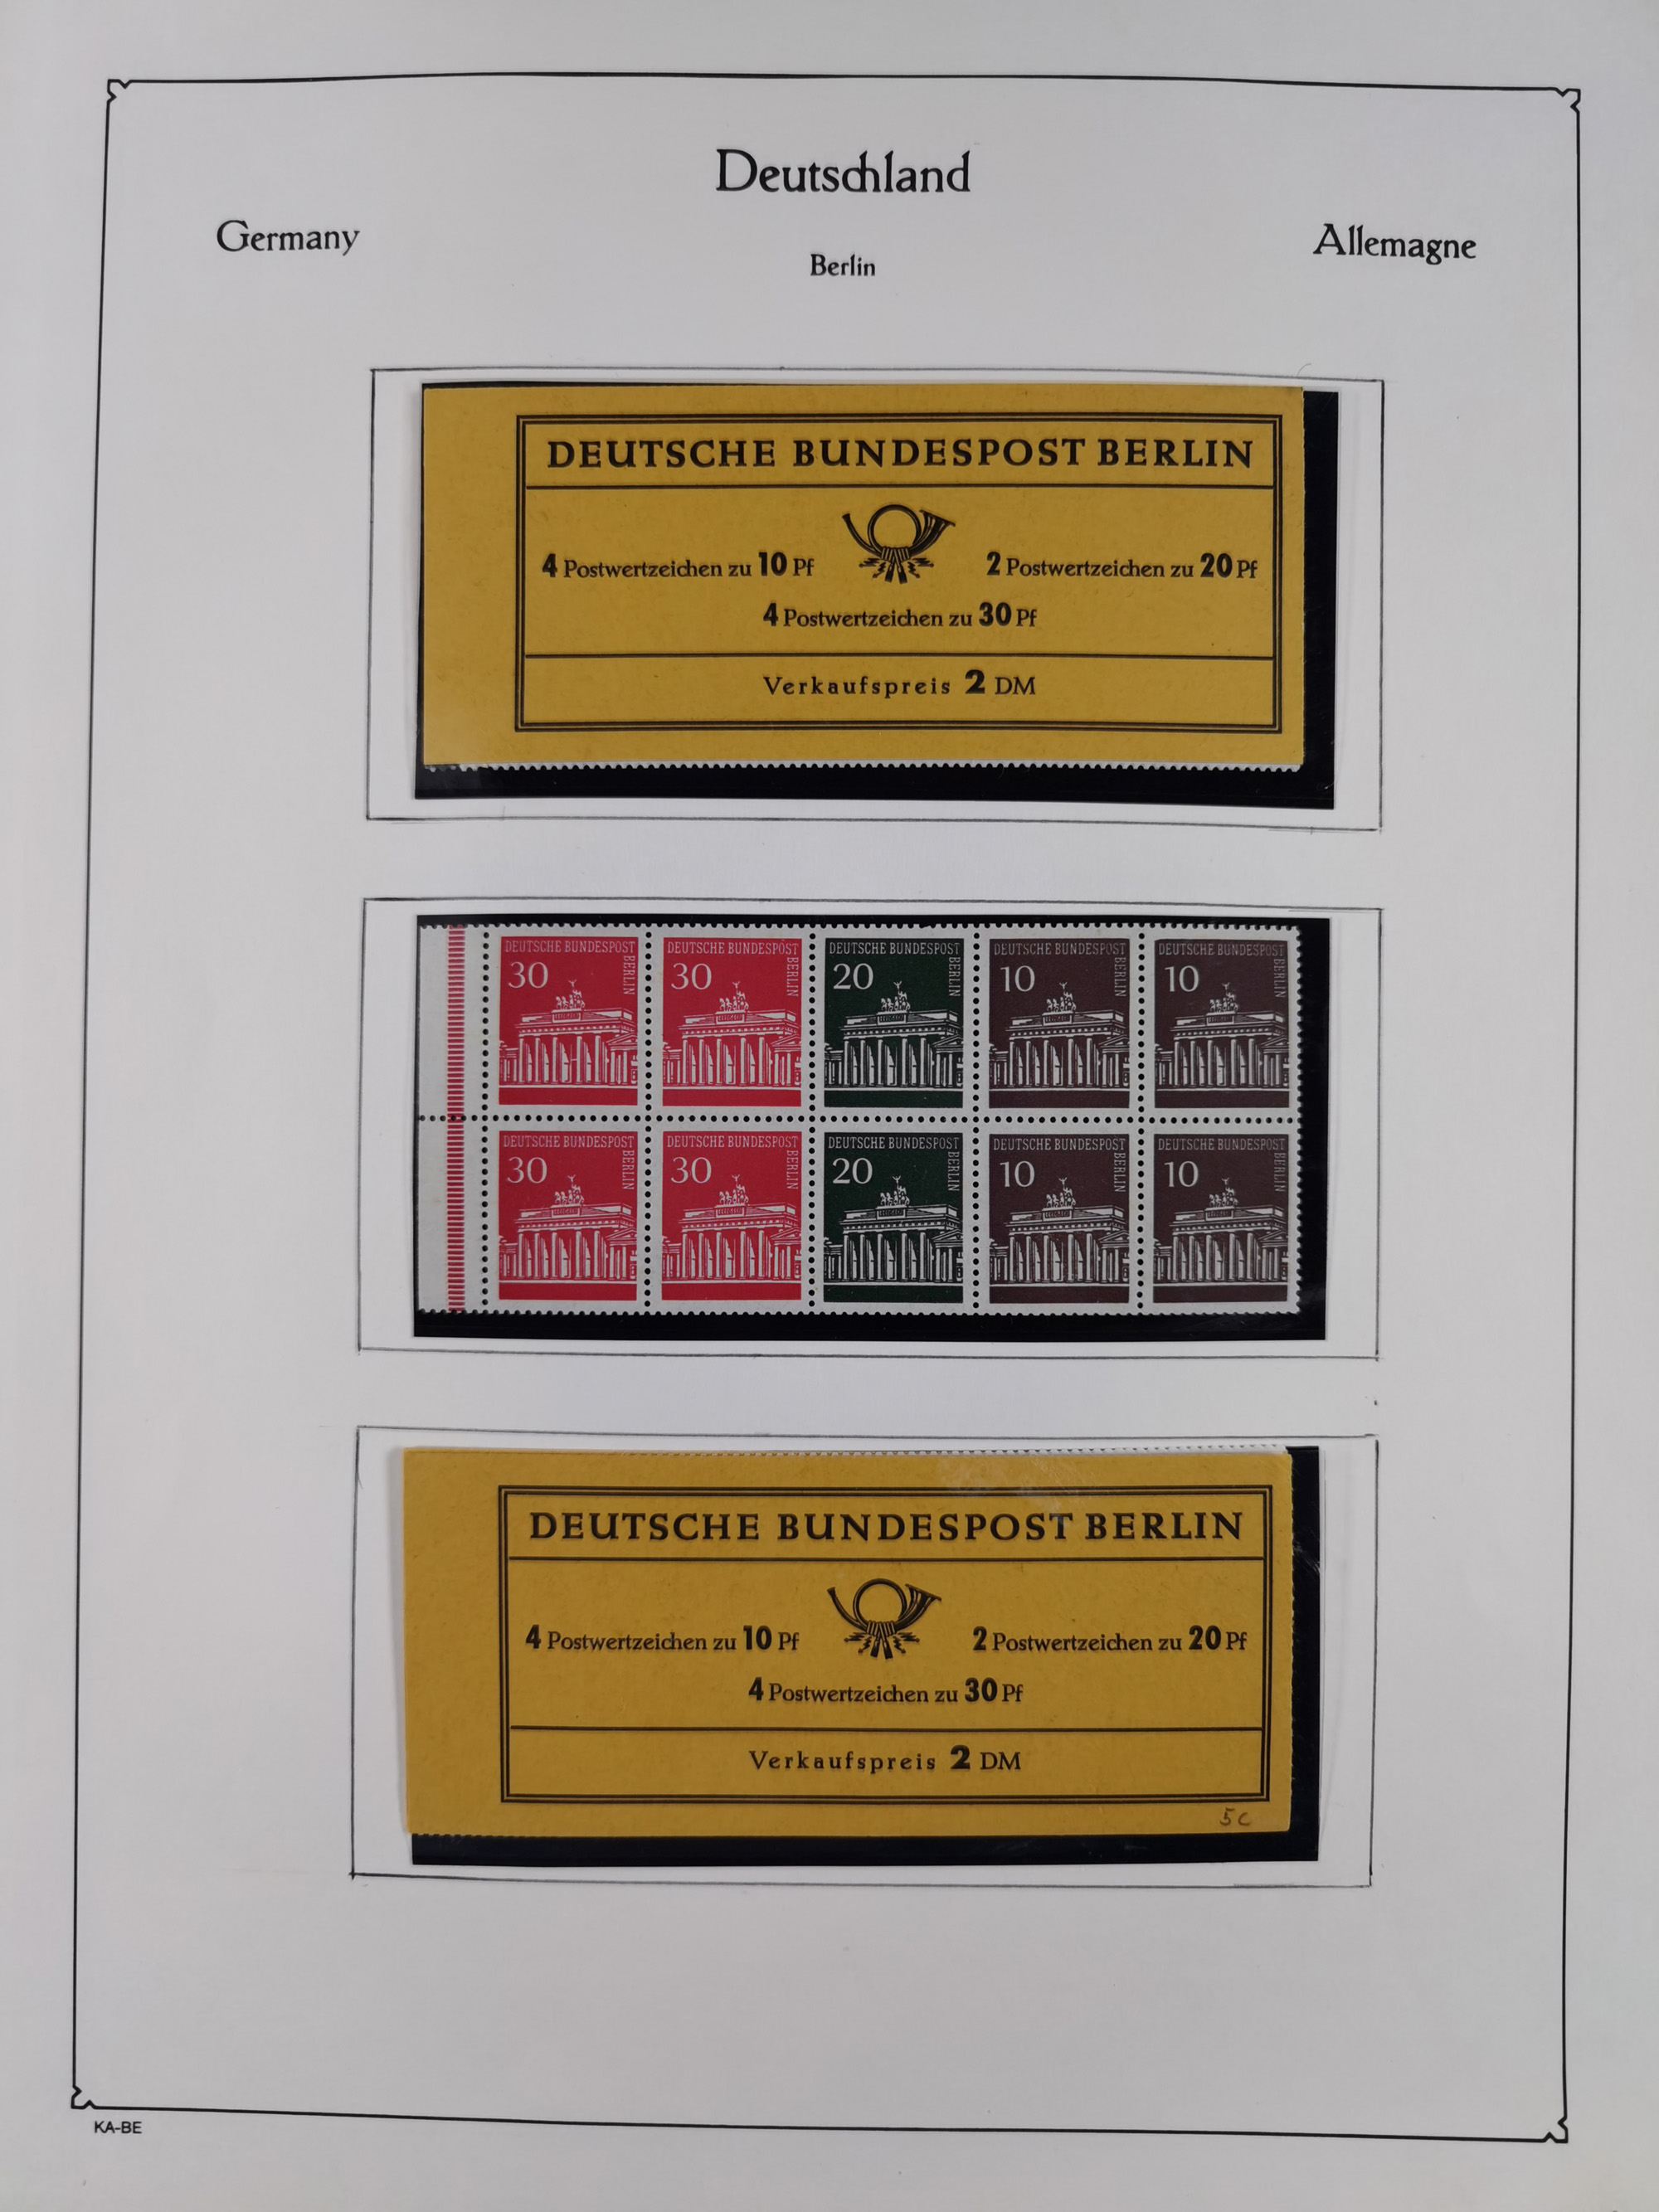 Deutschland
Germany
Allemagne
Berlin
DEUTSCHE BUNDESPOST BERLIN
4 Postwertzeichen zu 10 Pf
2 Postwertzeichen zu 20 Pf
4 Postwertzeichen zu 30 Pf
Verkaufspreis 2 DM
DEUTSCHE BUNDESPOST
30
BERLIN
DEUTSCHE BUNDESPOST
30
BERLIN
DEUTSCHE BUNDESPOST
20
BERLIN
DEUTSCHE BUNDESPOST
10
BERLIN
DEUTSCHE BUNDESPOST
10
BERLIN
DEUTSCHE BUNDESPOST
30
BERLIN
DEUTSCHE BUNDESPOST
30
BERLIN
DEUTSCHE BUNDESPOST
20
BERLIN
DEUTSCHE BUNDESPOST
10
BERLIN
DEUTSCHE BUNDESPOST
10
BERLIN
DEUTSCHE BUNDESPOST BERLIN
4 Postwertzeichen zu 10 Pf
2 Postwertzeichen zu 20 Pf
4 Postwertzeichen zu 30 Pf
Verkaufspreis 2 DM
5c
KA-BE